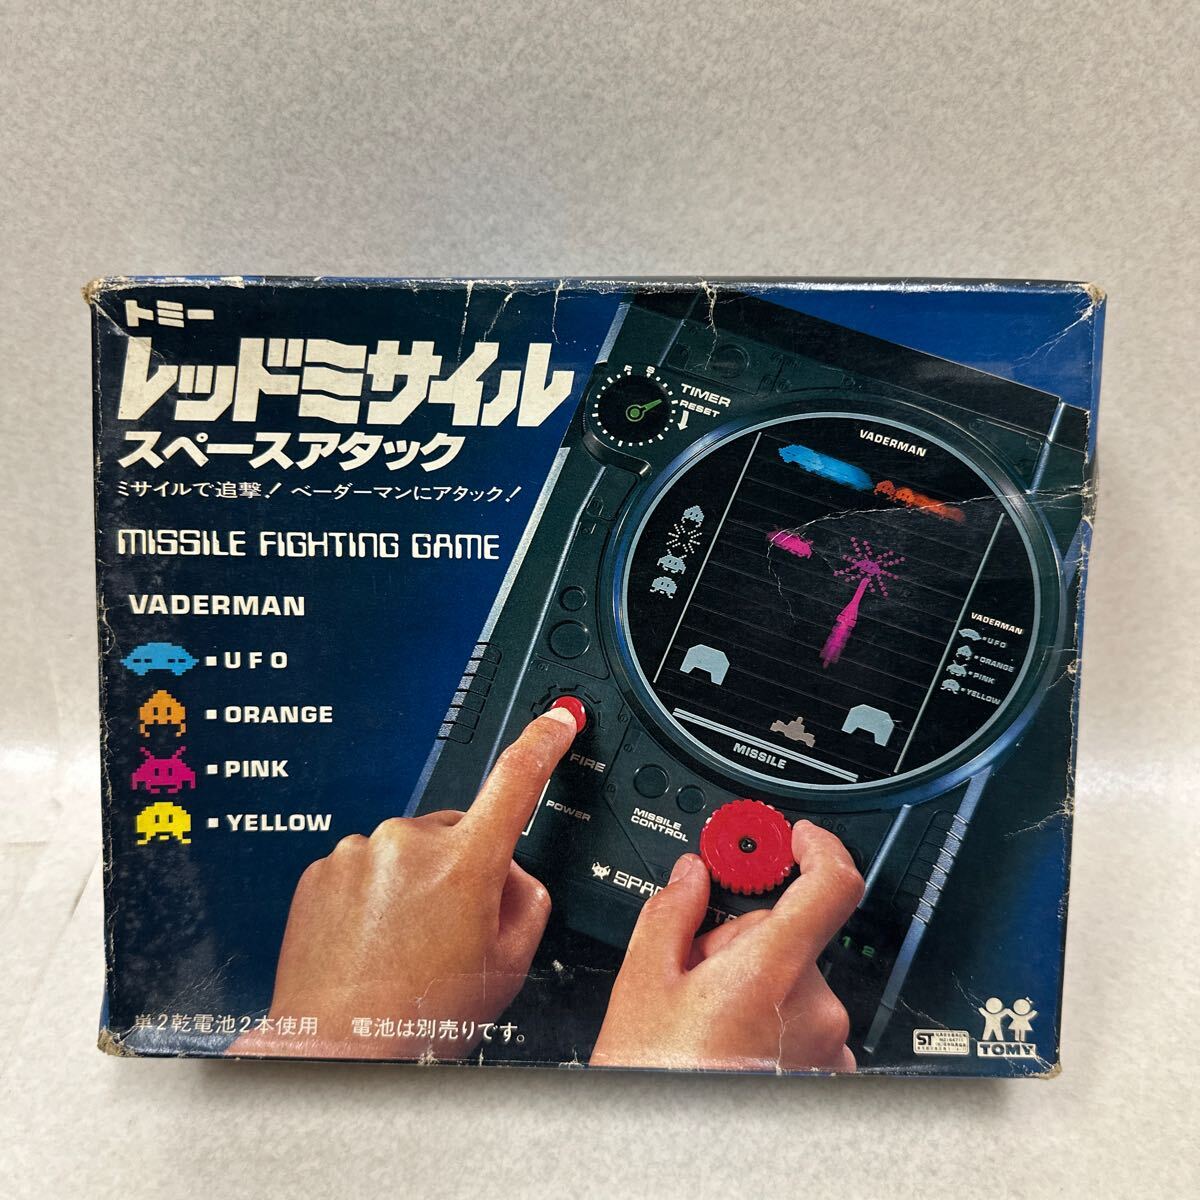 トミー
レッドミサイル
スペースアタック
ミサイルで追撃! ベーダーマンにアタック!
MISSILE FIGHTING GAME
VADERMAN
UFO
ORANGE
PINK
YELLOW
単2乾電池2本使用 電池は別売りです。
F S
TIMER
RESET
VADERMAN
VADERMAN
UFO
ORANGE
PINK
YELLOW
MISSILE
FIRE
POWER
MISSILE
CONTROL
1 2
ST
TOMY